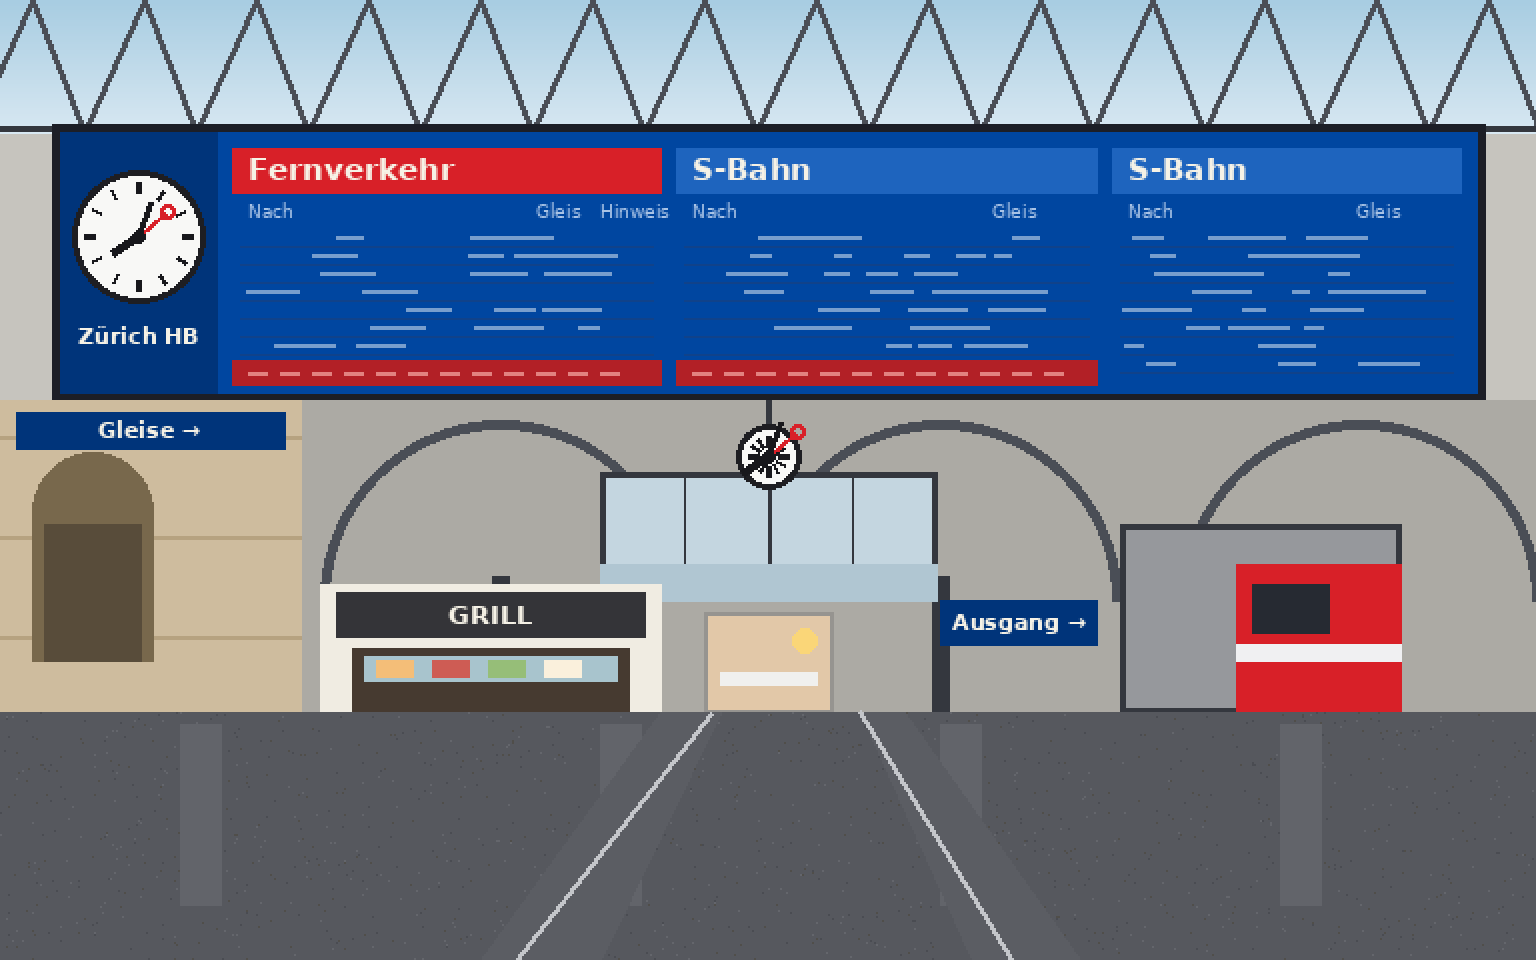 Fernverkehr
Nach Gleis Hinweis
S-Bahn
Nach Gleis
S-Bahn
Nach Gleis
Zürich HB
Gleise →
GRILL
Ausgang →